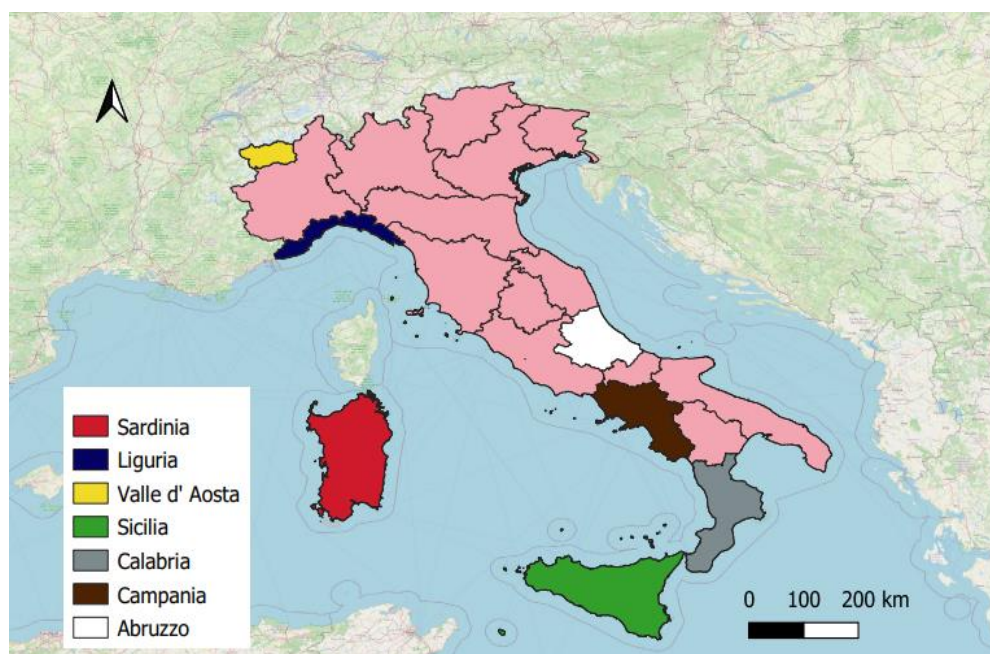 Sardinia
Liguria
Valle d' Aosta
Sicilia
Calabria
Campania
Abruzzo
0 100 200 km